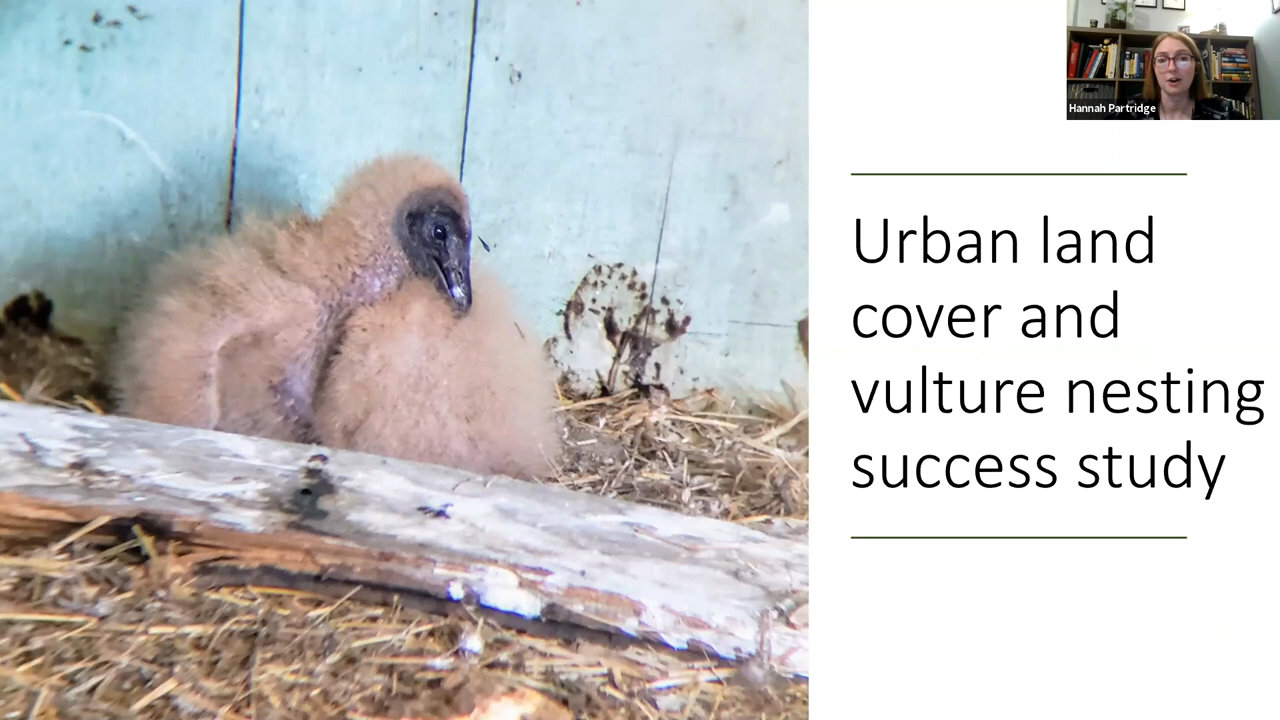 Hannah Partridge
Urban land
cover and
vulture nesting
success study